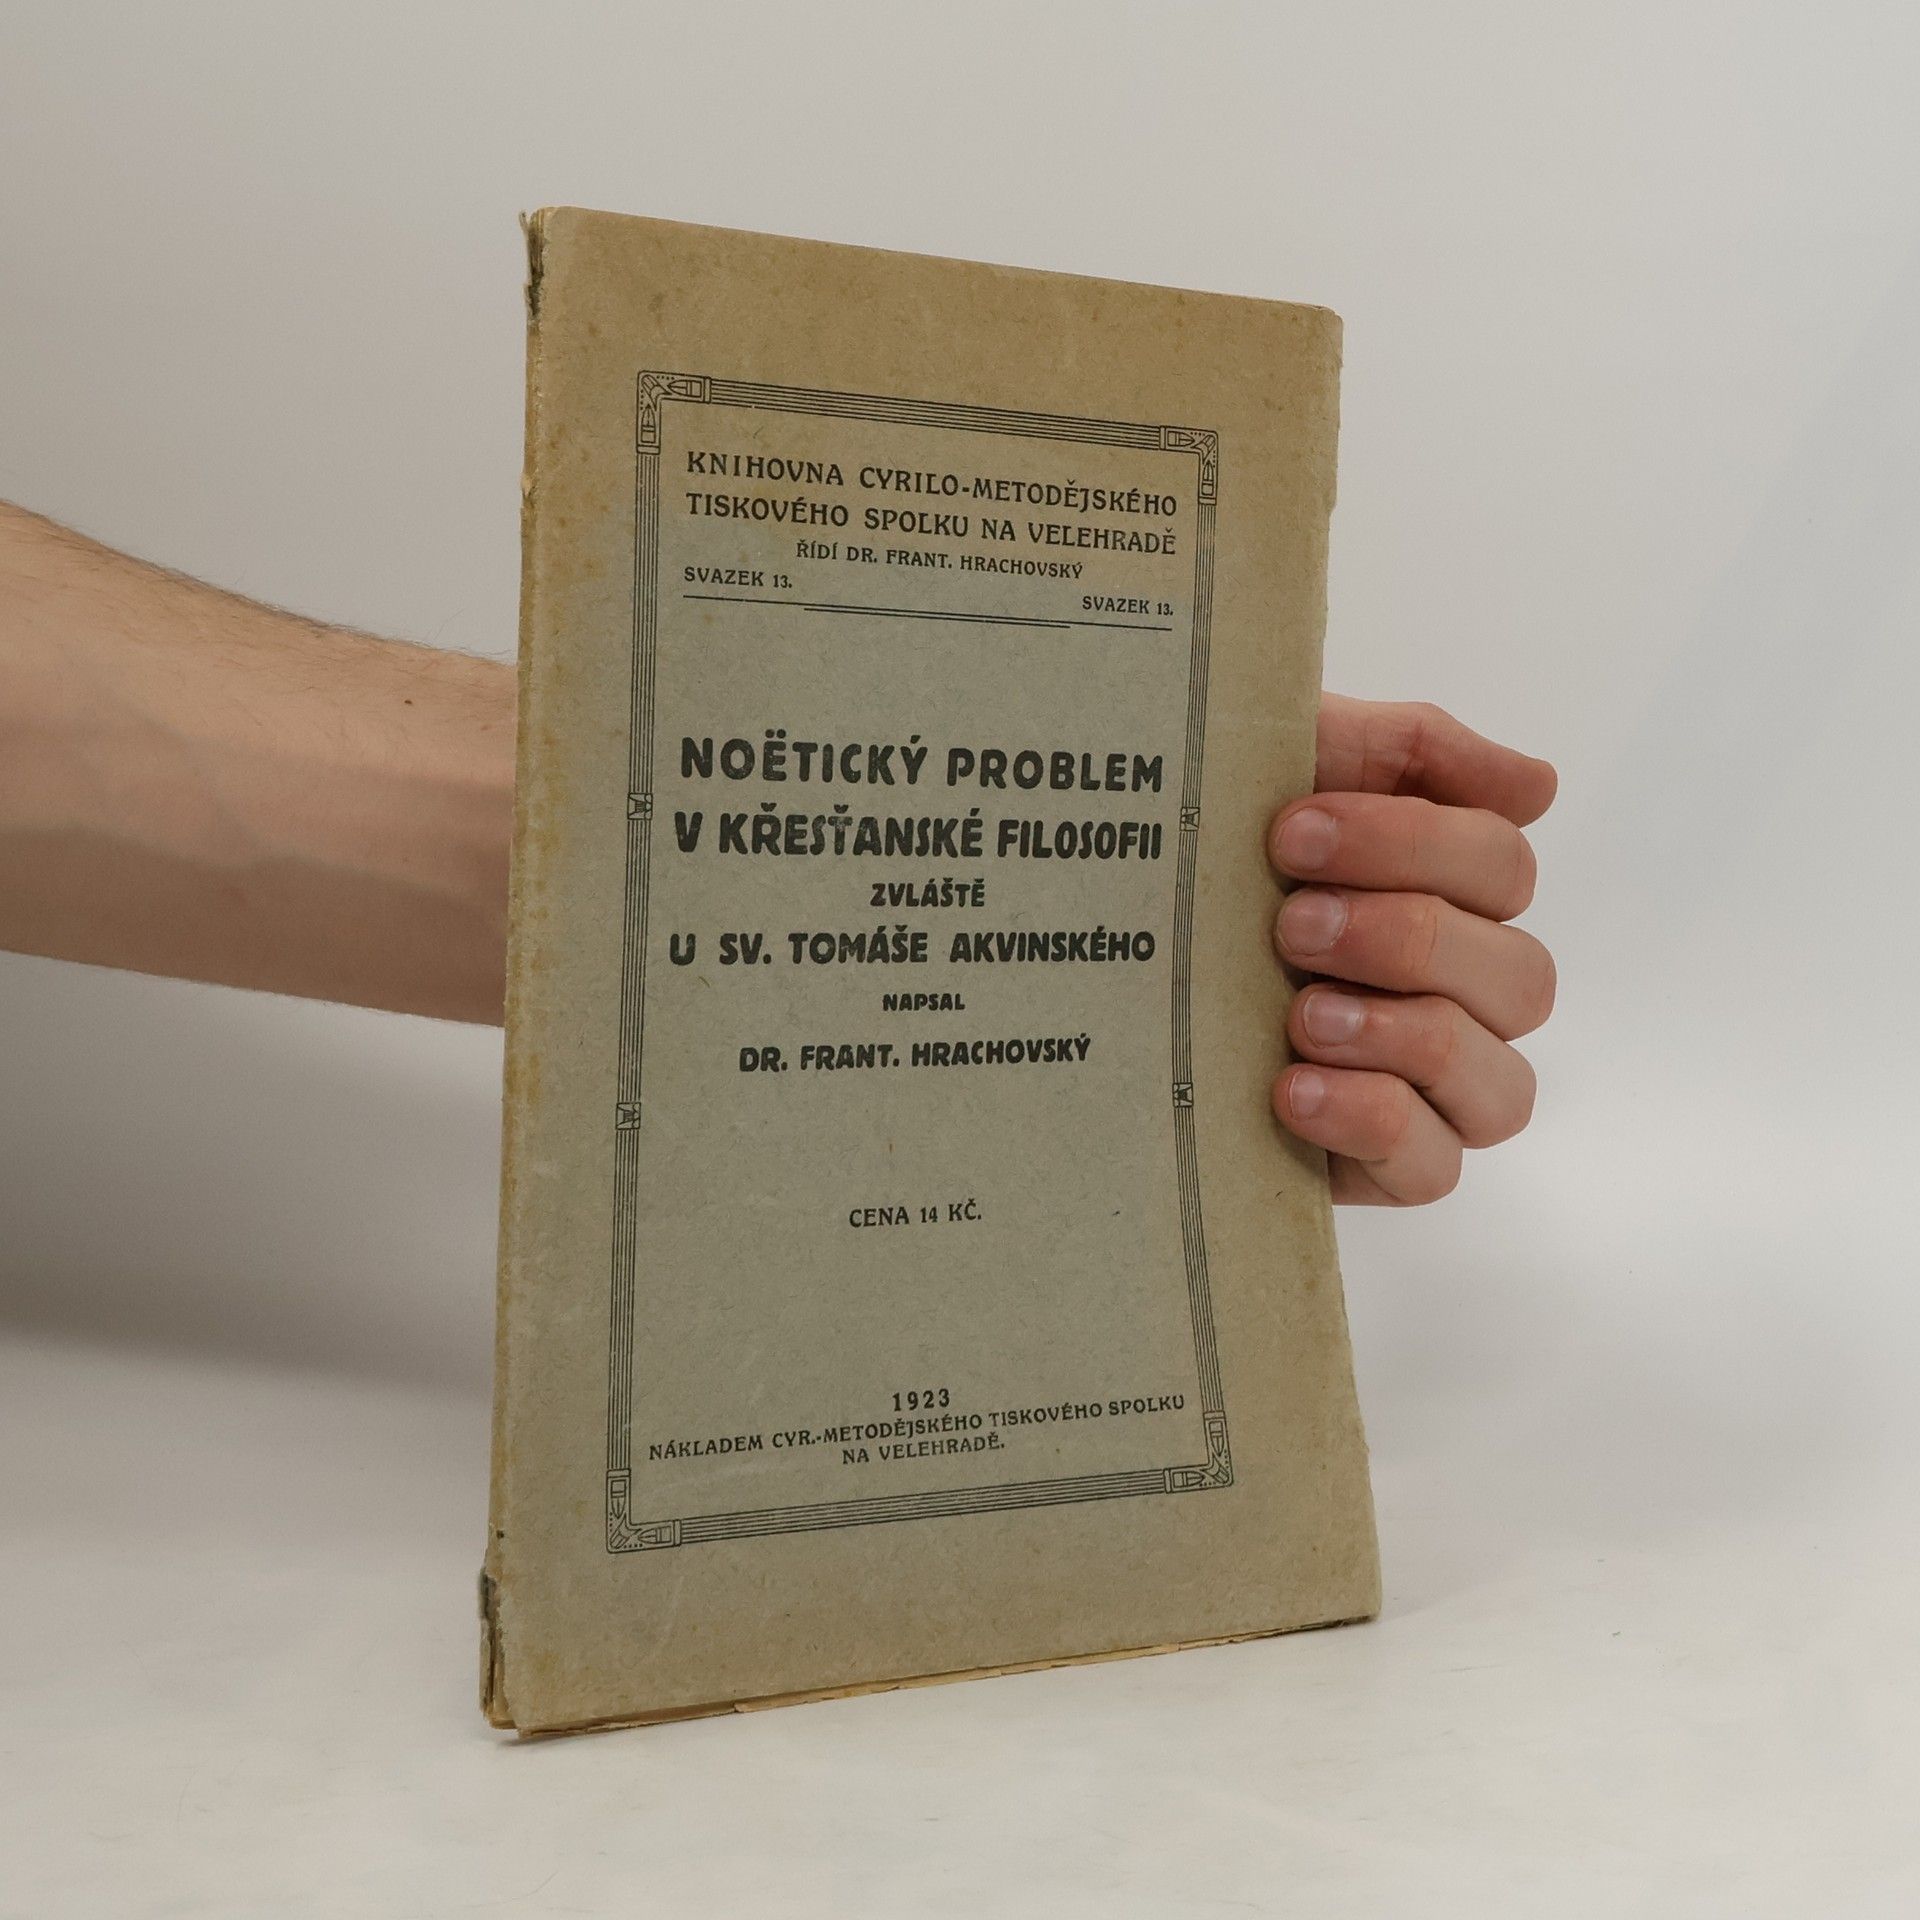 KNIHOVNA CYRILO-METODĚJSKÉHO
TISKOVÉHO SPOLKU NA VELEHRADĚ
ŘÍDÍ DR. FRANT. HRACHOVSKÝ
SVAZEK 13. SVAZEK 13.
NOËTICKÝ PROBLEM
V KŘESŤANSKÉ FILOSOFII
ZVLÁŠTĚ
U SV. TOMÁŠE AKVINSKÉHO
NAPSAL
DR. FRANT. HRACHOVSKÝ
CENA 14 KČ.
1923
NÁKLADEM CYR.-METODĚJSKÉHO TISKOVÉHO SPOLKU
NA VELEHRADĚ.